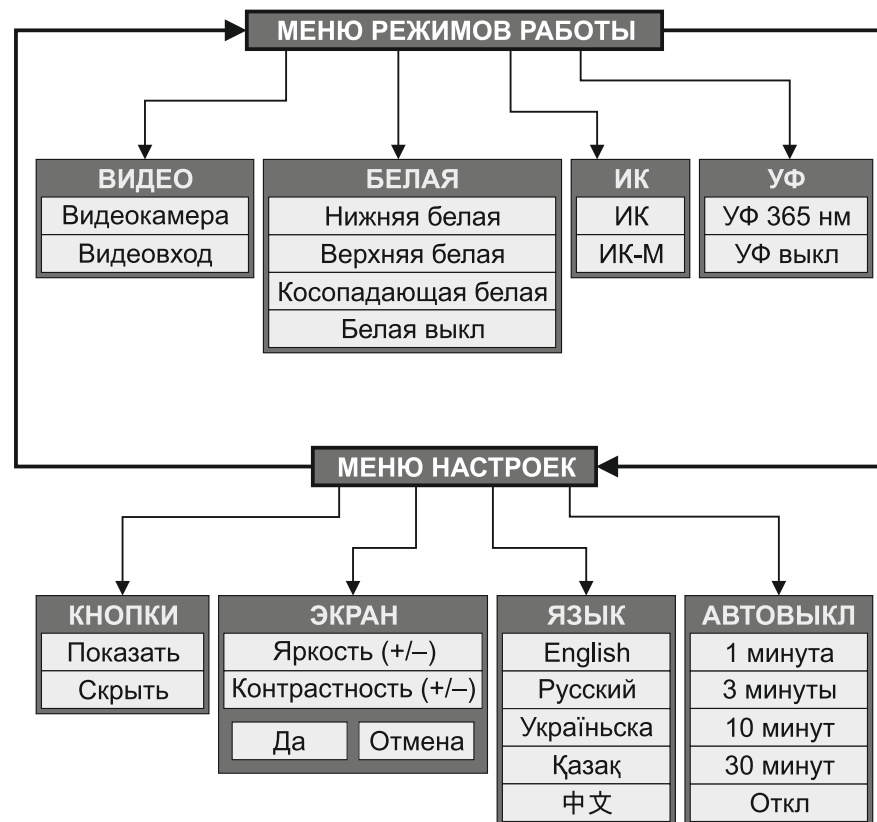 МЕНЮ РЕЖИМОВ РАБОТЫ
ВИДЕО
Видеокамера
Видеовход
БЕЛАЯ
Нижняя белая
Верхняя белая
Косопадающая белая
Белая выкл
ИК
ИК
ИК-М
УФ
УФ 365 нм
УФ выкл
МЕНЮ НАСТРОЕК
КНОПКИ
Показать
Скрыть
ЭКРАН
Яркость (+/–)
Контрастность (+/–)
Да
Отмена
ЯЗЫК
English
Русский
Україньска
Қазақ
中文
АВТОВЫКЛ
1 минута
3 минуты
10 минут
30 минут
Откл